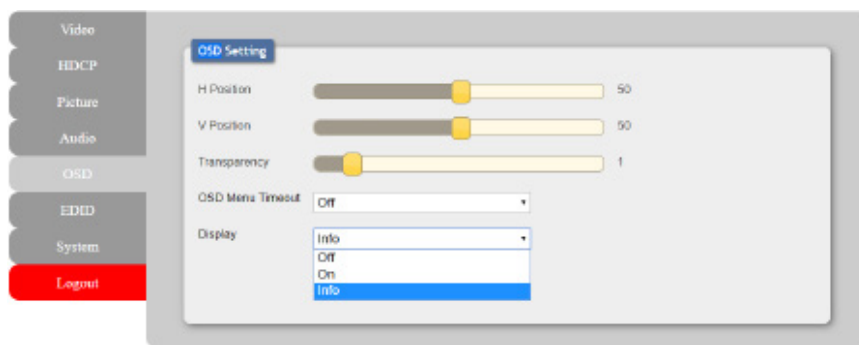 Video
HDCP
Picture
Audio
OSD
EDID
System
Logout
OSD Setting
H Position 50
V Position 50
Transparency 1
OSD Menu Timeout Off
Display Info
Off
On
Info